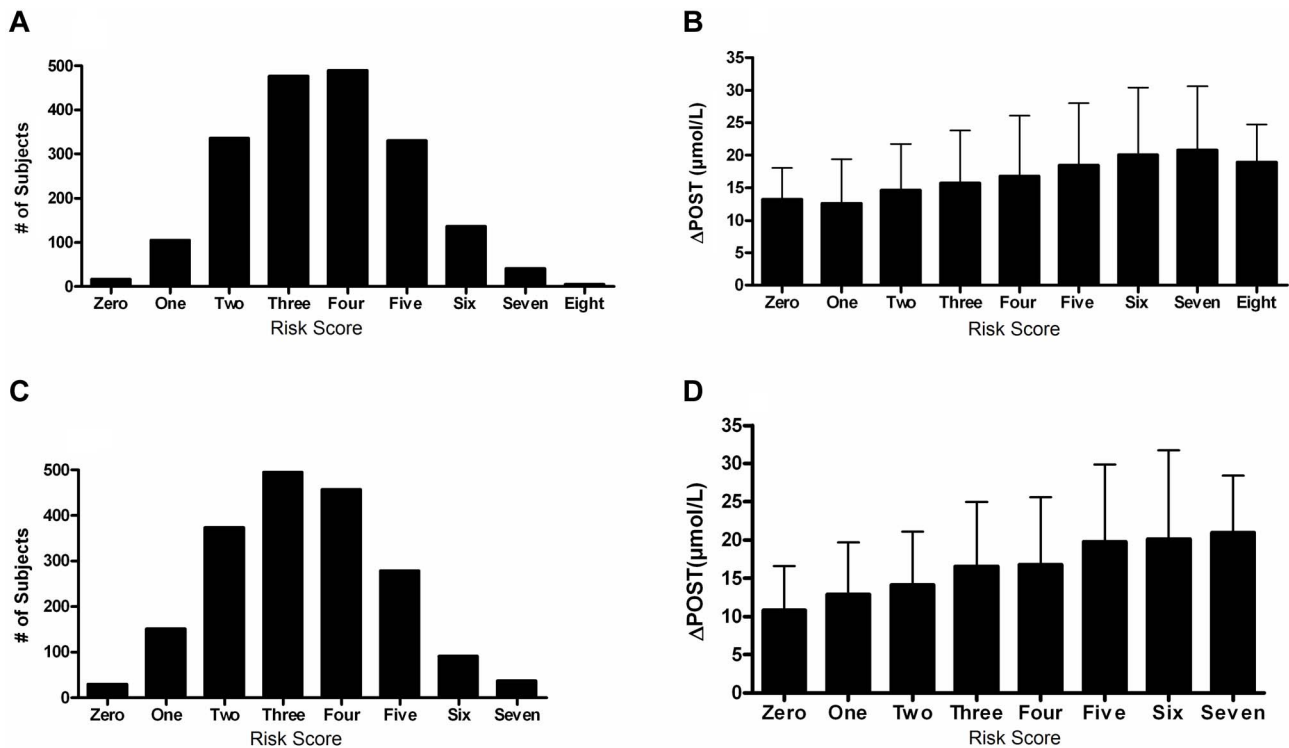 A
500
400
300
200
100
0
# of Subjects
Zero One Two Three Four Five Six Seven Eight
Risk Score
B
35
30
25
20
15
10
5
0
ΔPOST (µmol/L)
Zero One Two Three Four Five Six Seven Eight
Risk Score
C
500
400
300
200
100
0
# of Subjects
Zero One Two Three Four Five Six Seven
Risk Score
D
35
30
25
20
15
10
5
0
ΔPOST(µmol/L)
Zero One Two Three Four Five Six Seven
Risk Score